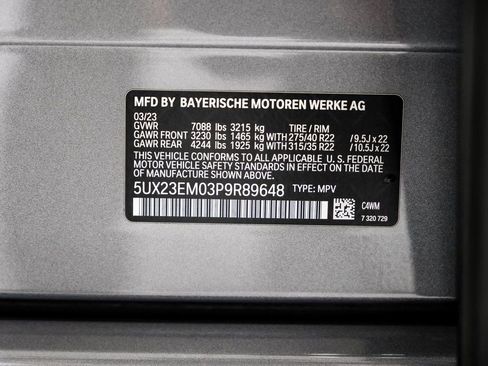 MFD BY BAYERISCHE MOTOREN WERKE AG
03/23
GVWR 7088 lbs 3215 kg TIRE / RIM
GAWR FRONT 3230 lbs 1465 kg WITH 275/40 R22 / 9.5J x 22
GAWR REAR 4244 lbs 1925 kg WITH 315/35 R22 / 10.5J x 22
THIS VEHICLE CONFORMS TO ALL APPLICABLE U. S. FEDERAL
MOTOR VEHICLE SAFETY STANDARDS IN EFFECT ON THE
DATE OF MANUFACTURE SHOWN ABOVE.
5UX23EM03P9R89648 TYPE: MPV
C4WM
7 320 729